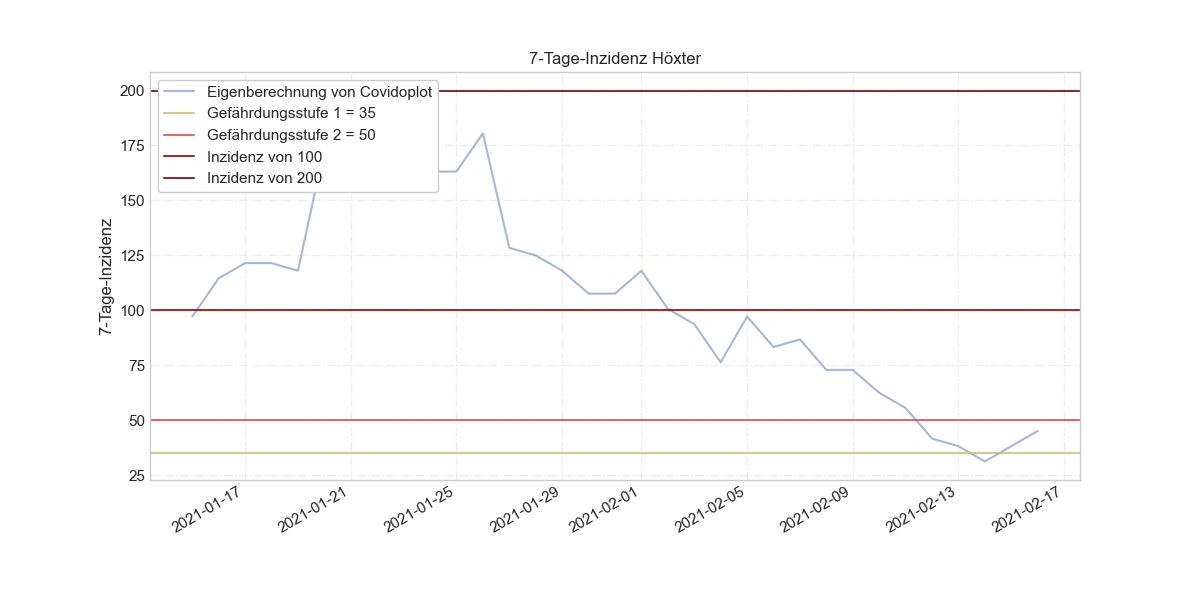 7-Tage-Inzidenz Höxter
Eigenberechnung von Covidoplot
Gefährdungsstufe 1 = 35
Gefährdungsstufe 2 = 50
Inzidenz von 100
Inzidenz von 200
7-Tage-Inzidenz
200
175
150
125
100
75
50
25
2021-01-17
2021-01-21
2021-01-25
2021-01-29
2021-02-01
2021-02-05
2021-02-09
2021-02-13
2021-02-17